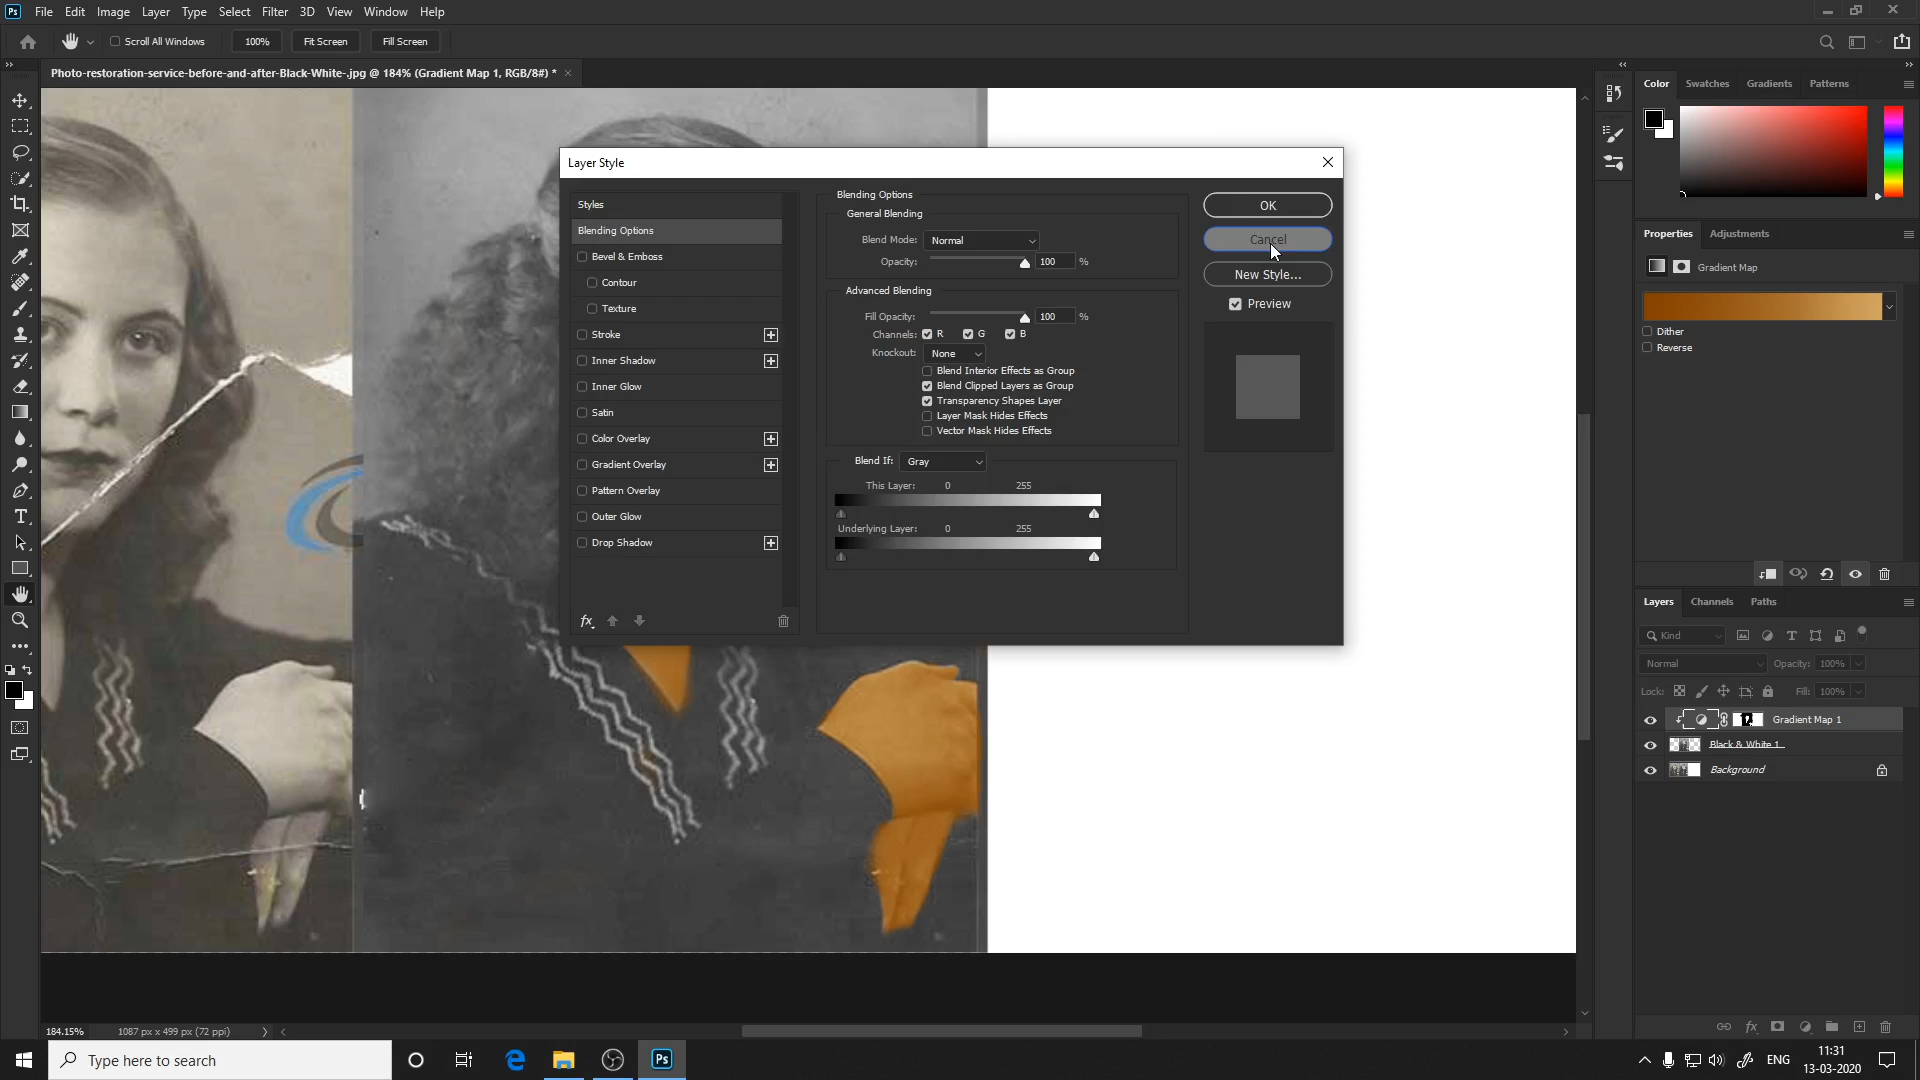 Ps File Edit Image Layer Type Select Filter 3D View Window Help
Scroll All Windows 100% Fit Screen Fill Screen
Photo-restoration-service-before-and-after-Black-White-.jpg @ 184% (Gradient Map 1, RGB/8#) * ×
Layer Style
Styles
Blending Options
Bevel & Emboss
Contour
Texture
Stroke
Inner Shadow
Inner Glow
Satin
Color Overlay
Gradient Overlay
Pattern Overlay
Outer Glow
Drop Shadow
fx
Blending Options
General Blending
Blend Mode: Normal
Opacity: 100 %
Advanced Blending
Fill Opacity: 100 %
Channels: R G B
Knockout: None
Blend Interior Effects as Group
Blend Clipped Layers as Group
Transparency Shapes Layer
Layer Mask Hides Effects
Vector Mask Hides Effects
Blend If: Gray
This Layer: 0 255
Underlying Layer: 0 255
OK
Cancel
New Style...
Preview
Color Swatches Gradients Patterns
Properties Adjustments
Gradient Map
Dither
Reverse
Layers Channels Paths
Kind
Normal Opacity: 100%
Lock: Fill: 100%
Gradient Map 1
Black & White 1
Background
fx
184.15% 1087 px x 499 px (72 ppi)
Type here to search
Ps
ENG
11:31
13-03-2020